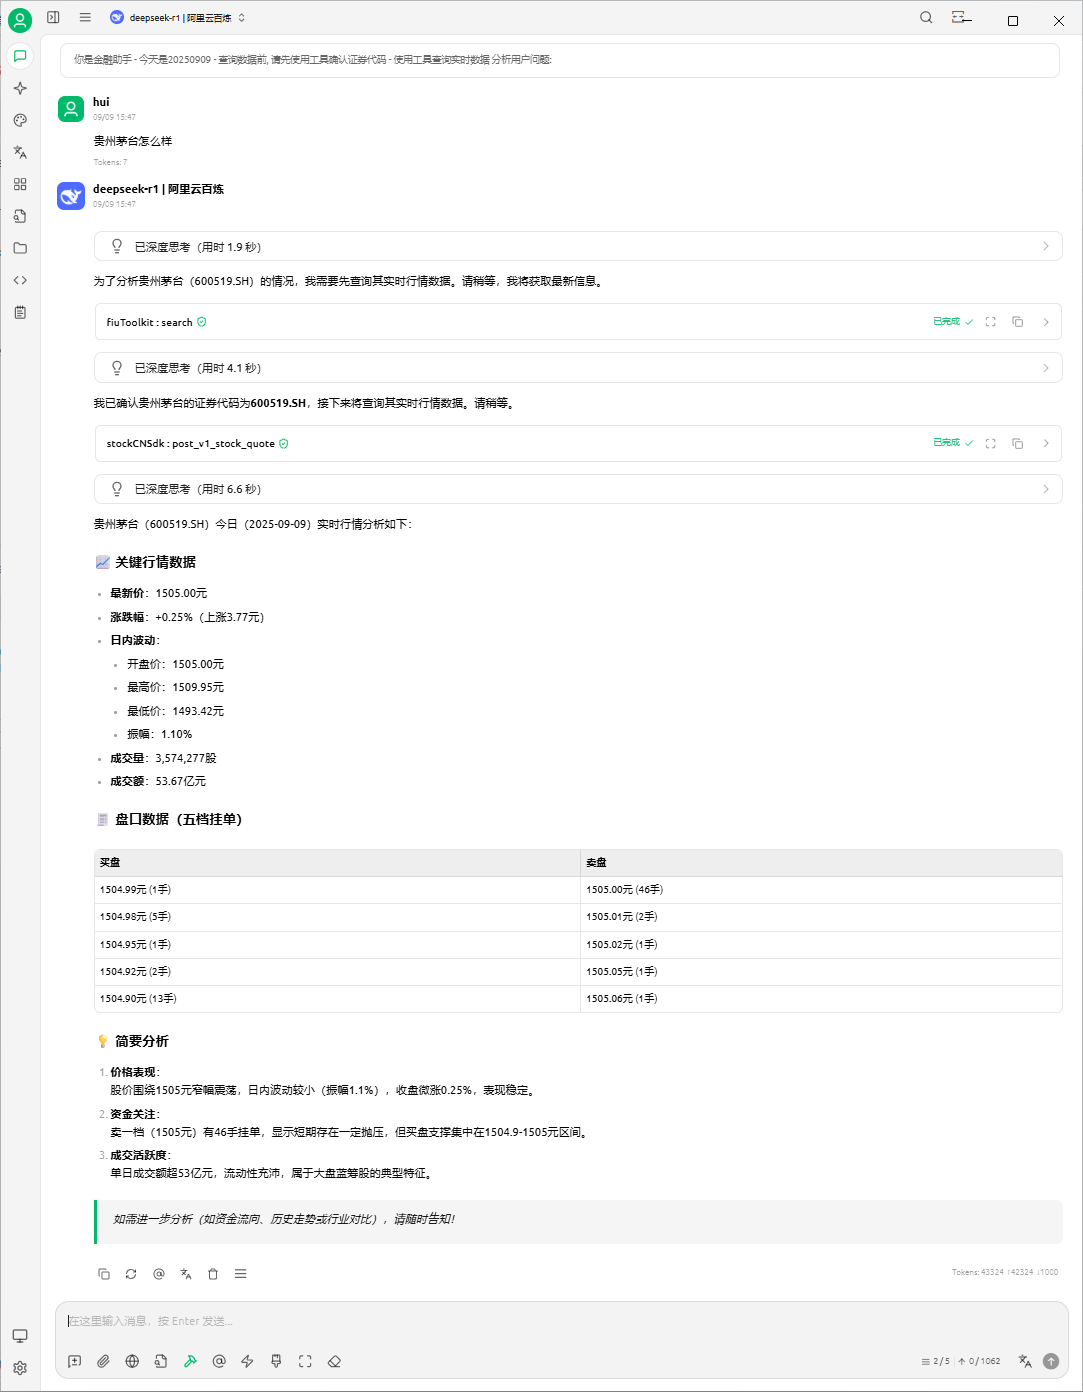 deepseek-r1 | 阿里云百炼
你是金融助手 - 今天是20250909 - 查询数据前, 请先使用工具确认证券代码 - 使用工具查询实时数据 分析用户问题:
hui
09/09 15:47
贵州茅台怎么样
Tokens: 7
deepseek-r1 | 阿里云百炼
09/09 15:47
已深度思考（用时 1.9 秒）
为了分析贵州茅台（600519.SH）的情况，我需要先查询其实时行情数据。请稍等，我将获取最新信息。
fiuToolkit : search 已完成
已深度思考（用时 4.1 秒）
我已确认贵州茅台的证券代码为600519.SH，接下来将查询其实时行情数据。请稍等。
stockCNSdk : post_v1_stock_quote 已完成
已深度思考（用时 6.6 秒）
贵州茅台（600519.SH）今日（2025-09-09）实时行情分析如下：
关键行情数据
最新价：1505.00元
涨跌幅：+0.25%（上涨3.77元）
日内波动：
开盘价：1505.00元
最高价：1509.95元
最低价：1493.42元
振幅：1.10%
成交量：3,574,277股
成交额：53.67亿元
盘口数据（五档挂单）
买盘 卖盘
1504.99元 (1手) 1505.00元 (46手)
1504.98元 (5手) 1505.01元 (2手)
1504.95元 (1手) 1505.02元 (1手)
1504.92元 (2手) 1505.05元 (1手)
1504.90元 (13手) 1505.06元 (1手)
简要分析
1. 价格表现：
股价围绕1505元窄幅震荡，日内波动较小（振幅1.1%），收盘微涨0.25%，表现稳定。
2. 资金关注：
卖一档（1505元）有46手挂单，显示短期存在一定抛压，但买盘支撑集中在1504.9-1505元区间。
3. 成交活跃度：
单日成交额超53亿元，流动性充沛，属于大盘蓝筹股的典型特征。
如需进一步分析（如资金流向、历史走势或行业对比），请随时告知！
Tokens: 43324 ↑42324 ↓1000
在这里输入消息，按 Enter 发送...
2 / 5 ↑ 0 / 1062